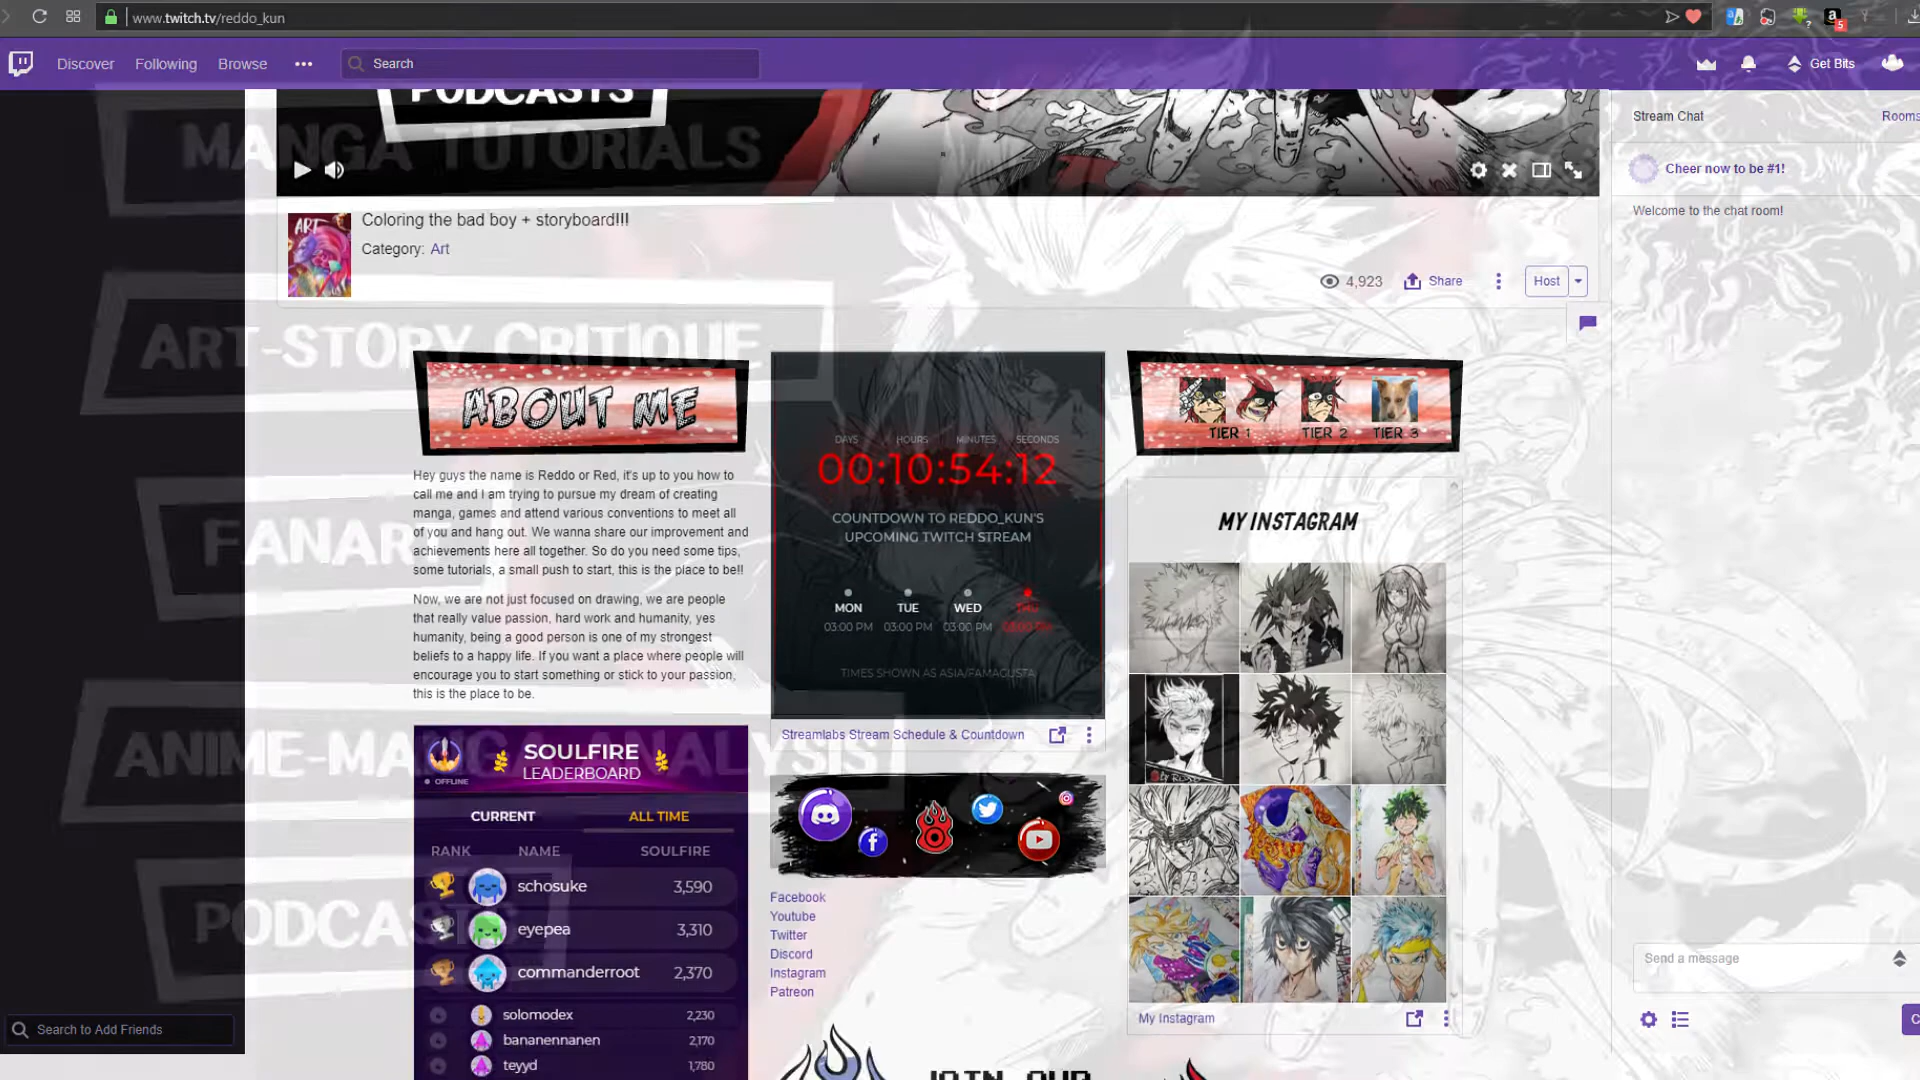 www.twitch.tv/reddo_kun
5
Discover
Following
Browse
Search
Get Bits
PODCASTS
MANGA TUTORIALS
Stream Chat
Rooms
Cheer now to be #1!
Welcome to the chat room!
ART
Coloring the bad boy + storyboard!!!
Category: Art
4,923
Share
Host
ART-STORY CRITIQUE
ABOUT ME
Hey guys the name is Reddo or Red, it's up to you how to
call me and I am trying to pursue my dream of creating
manga, games and attend various conventions to meet all
of you and hang out. We wanna share our improvement and
achievements here all together. So do you need some tips,
some tutorials, a small push to start, this is the place to be!!
Now, we are not just focused on drawing, we are people
that really value passion, hard work and humanity, yes
humanity, being a good person is one of my strongest
beliefs to a happy life. If you want a place where people will
encourage you to start something or stick to your passion,
this is the place to be.
FANART
ANIME-MANGA ANALYSIS
PODCASTS
SOULFIRE
LEADERBOARD
OFFLINE
CURRENT
ALL TIME
RANK
NAME
SOULFIRE
schosuke
3,590
eyepea
3,310
commanderroot
2,370
solomodex
2,230
bananennanen
2,170
teyyd
1,780
DAYS
HOURS
MINUTES
SECONDS
00:10:54:12
COUNTDOWN TO REDDO_KUN'S
UPCOMING TWITCH STREAM
MON
TUE
WED
THU
03:00 PM
03:00 PM
03:00 PM
03:00 PM
TIMES SHOWN AS ASIA/FAMAGUSTA
Streamlabs Stream Schedule & Countdown
Facebook
Youtube
Twitter
Discord
Instagram
Patreon
JOIN OUR
TIER 1
TIER 2
TIER 3
MY INSTAGRAM
My Instagram
Send a message
Search to Add Friends